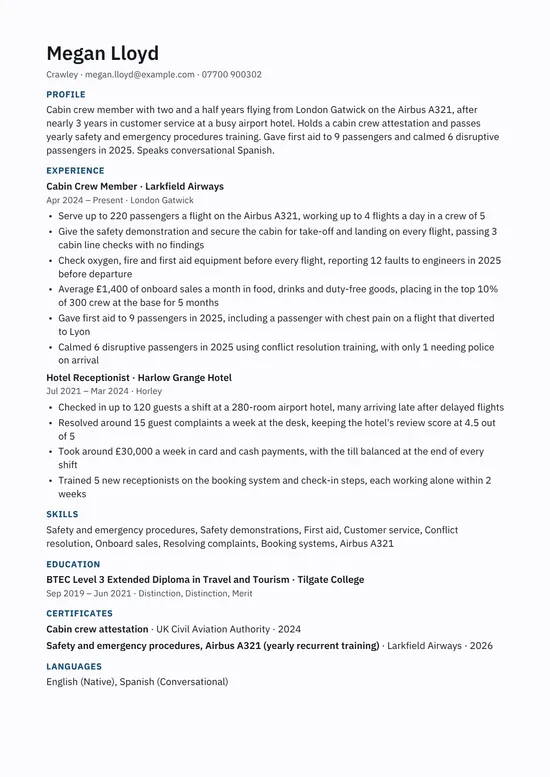 Megan Lloyd
Crawley · megan.lloyd@example.com · 07700 900302
PROFILE
Cabin crew member with two and a half years flying from London Gatwick on the Airbus A321, after
nearly 3 years in customer service at a busy airport hotel. Holds a cabin crew attestation and passes
yearly safety and emergency procedures training. Gave first aid to 9 passengers and calmed 6 disruptive
passengers in 2025. Speaks conversational Spanish.
EXPERIENCE
Cabin Crew Member · Larkfield Airways
Apr 2024 – Present · London Gatwick
• Serve up to 220 passengers a flight on the Airbus A321, working up to 4 flights a day in a crew of 5
• Give the safety demonstration and secure the cabin for take-off and landing on every flight, passing 3
cabin line checks with no findings
• Check oxygen, fire and first aid equipment before every flight, reporting 12 faults to engineers in 2025
before departure
• Average £1,400 of onboard sales a month in food, drinks and duty-free goods, placing in the top 10%
of 300 crew at the base for 5 months
• Gave first aid to 9 passengers in 2025, including a passenger with chest pain on a flight that diverted
to Lyon
• Calmed 6 disruptive passengers in 2025 using conflict resolution training, with only 1 needing police
on arrival
Hotel Receptionist · Harlow Grange Hotel
Jul 2021 – Mar 2024 · Horley
• Checked in up to 120 guests a shift at a 280-room airport hotel, many arriving late after delayed flights
• Resolved around 15 guest complaints a week at the desk, keeping the hotel's review score at 4.5 out
of 5
• Took around £30,000 a week in card and cash payments, with the till balanced at the end of every
shift
• Trained 5 new receptionists on the booking system and check-in steps, each working alone within 2
weeks
SKILLS
Safety and emergency procedures, Safety demonstrations, First aid, Customer service, Conflict
resolution, Onboard sales, Resolving complaints, Booking systems, Airbus A321
EDUCATION
BTEC Level 3 Extended Diploma in Travel and Tourism · Tilgate College
Sep 2019 – Jun 2021 · Distinction, Distinction, Merit
CERTIFICATES
Cabin crew attestation · UK Civil Aviation Authority · 2024
Safety and emergency procedures, Airbus A321 (yearly recurrent training) · Larkfield Airways · 2026
LANGUAGES
English (Native), Spanish (Conversational)